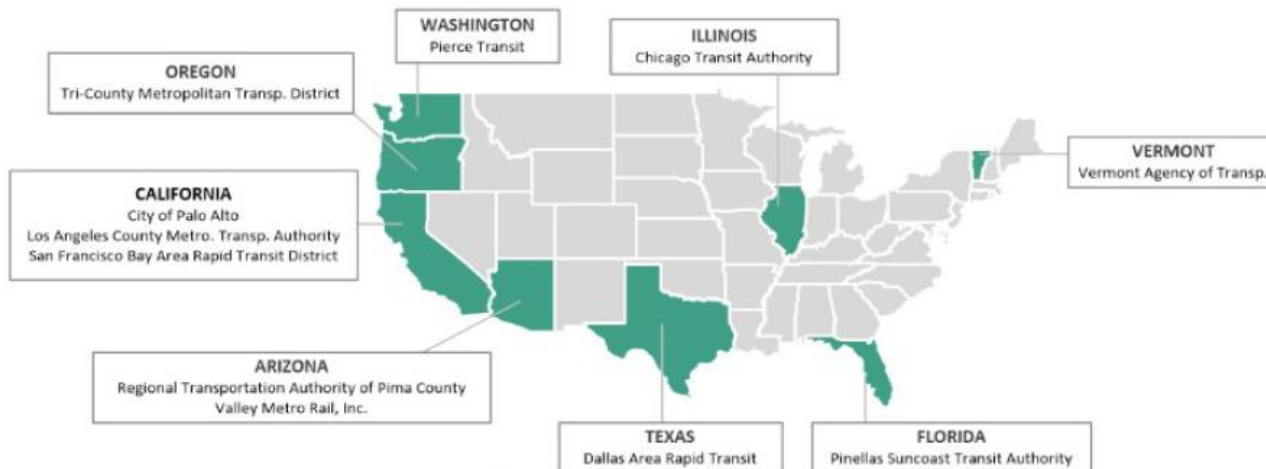 WASHINGTON
Pierce Transit
ILLINOIS
Chicago Transit Authority
OREGON
Tri-County Metropolitan Transp. District
VERMONT
Vermont Agency of Transp.
CALIFORNIA
City of Palo Alto
Los Angeles County Metro. Transp. Authority
San Francisco Bay Area Rapid Transit District
ARIZONA
Regional Transportation Authority of Pima County
Valley Metro Rail, Inc.
TEXAS
Dallas Area Rapid Transit
FLORIDA
Pinellas Suncoast Transit Authority